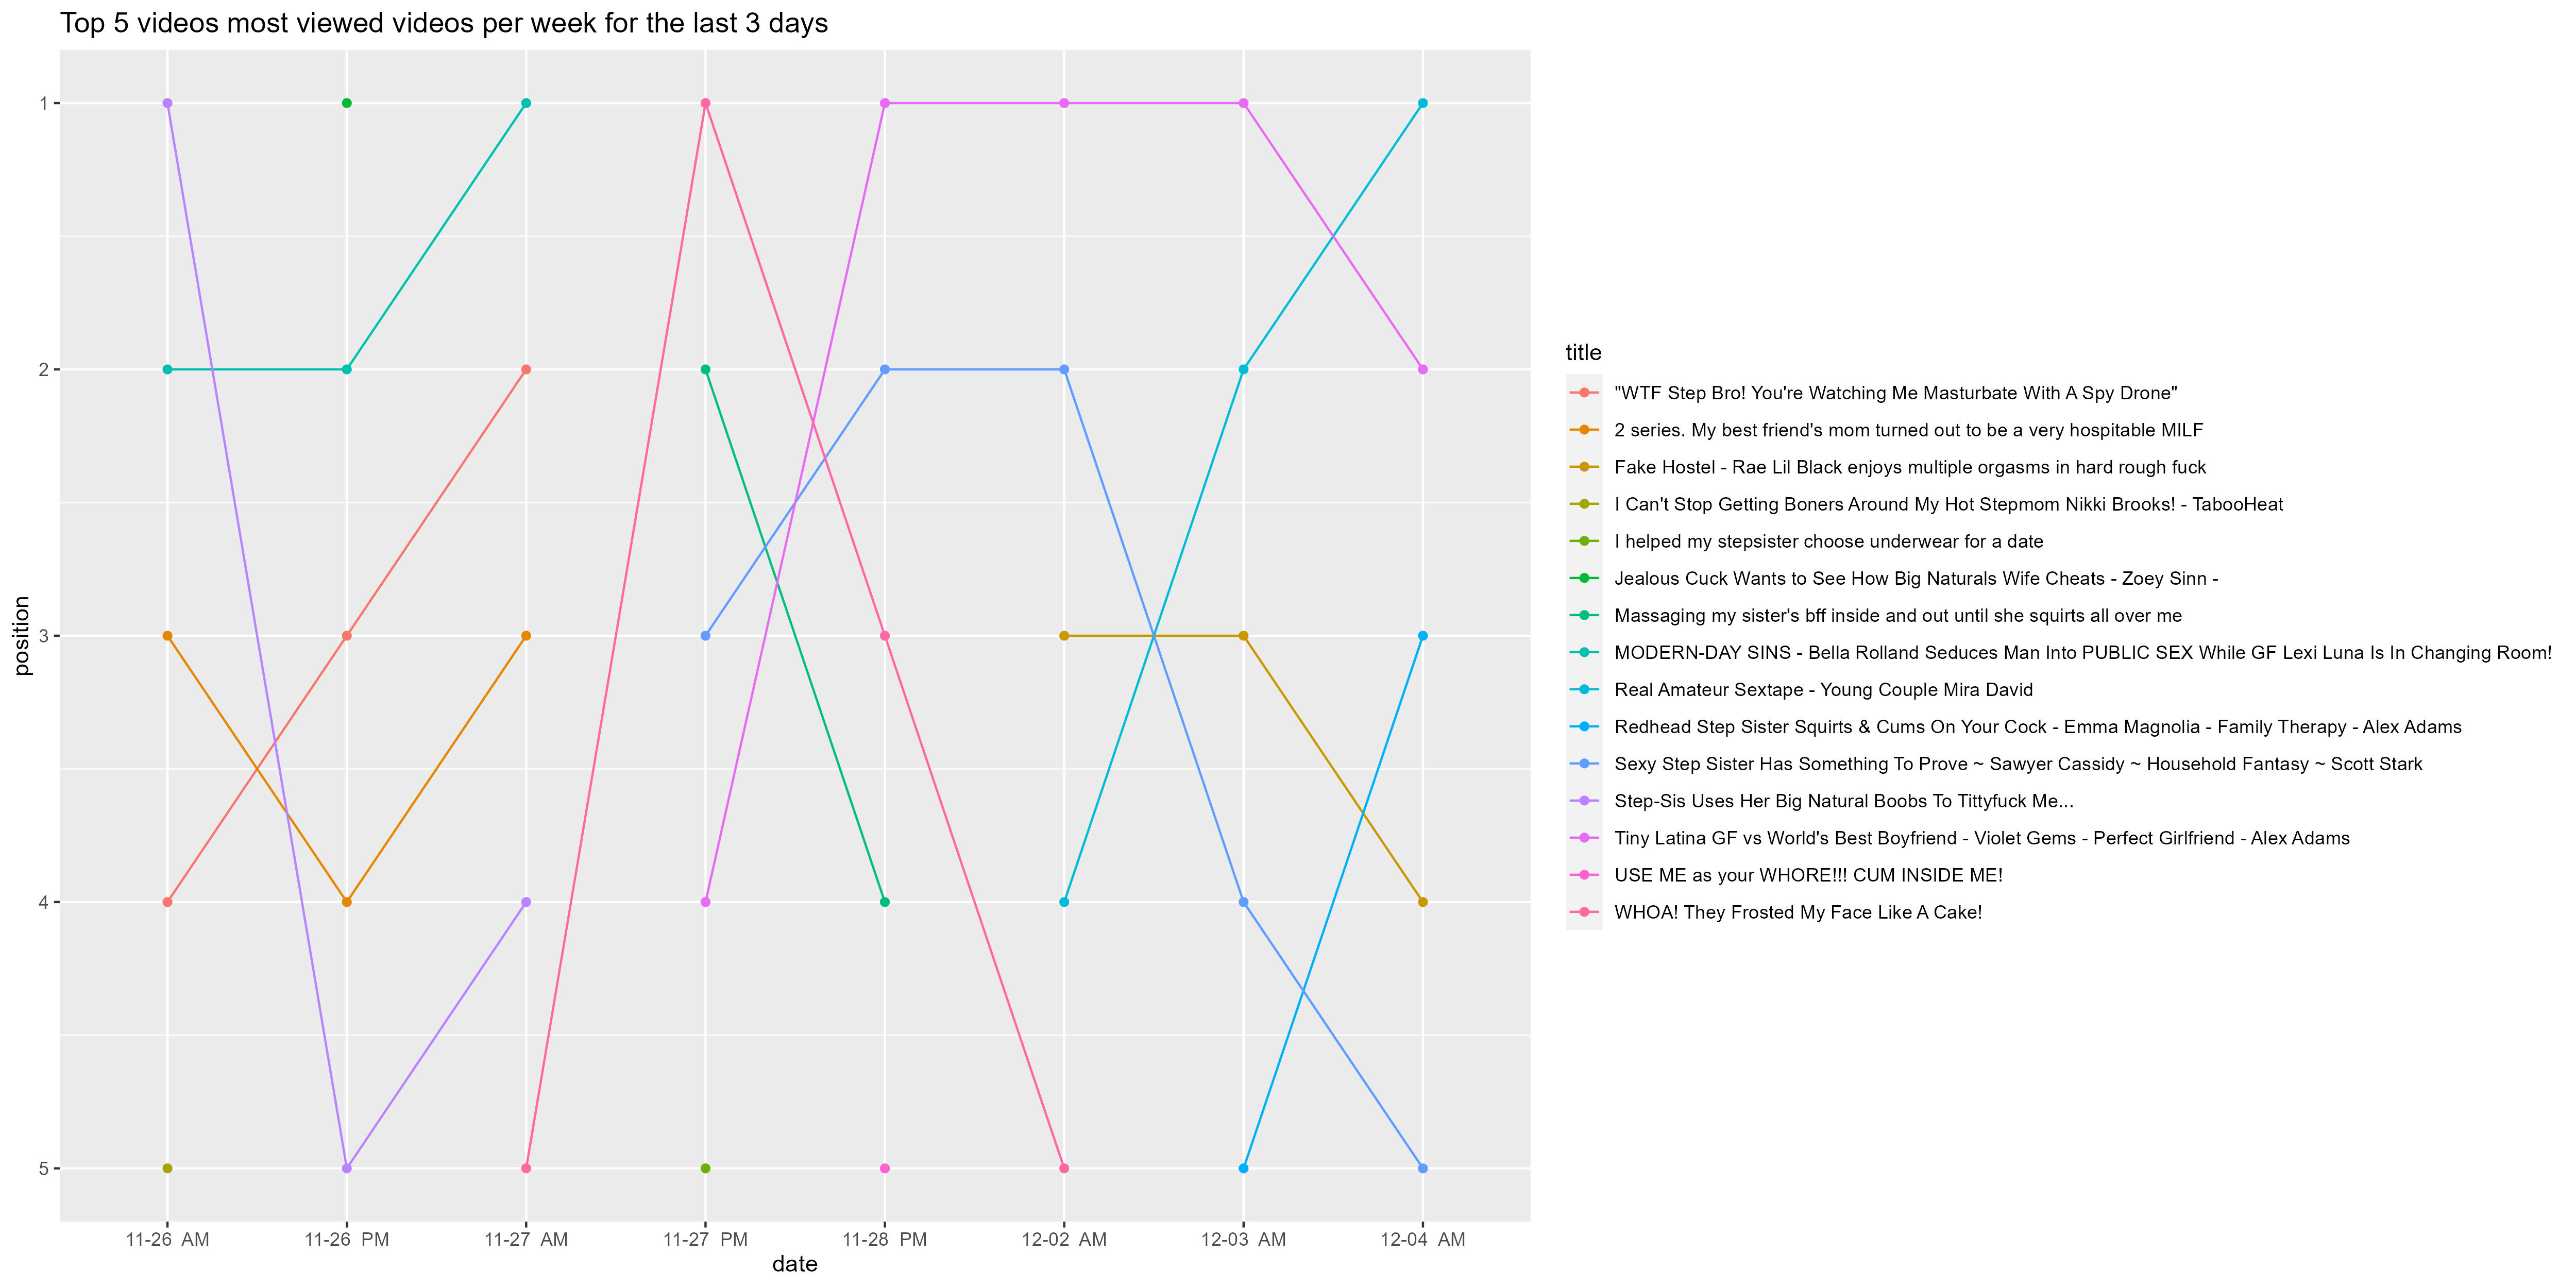 Top 5 videos most viewed videos per week for the last 3 days
position
1
2
3
4
5
11-26 AM
11-26 PM
11-27 AM
11-27 PM
11-28 PM
12-02 AM
12-03 AM
12-04 AM
date
title
"WTF Step Bro! You're Watching Me Masturbate With A Spy Drone"
2 series. My best friend's mom turned out to be a very hospitable MILF
Fake Hostel - Rae Lil Black enjoys multiple orgasms in hard rough fuck
I Can't Stop Getting Boners Around My Hot Stepmom Nikki Brooks! - TabooHeat
I helped my stepsister choose underwear for a date
Jealous Cuck Wants to See How Big Naturals Wife Cheats - Zoey Sinn -
Massaging my sister's bff inside and out until she squirts all over me
MODERN-DAY SINS - Bella Rolland Seduces Man Into PUBLIC SEX While GF Lexi Luna Is In Changing Room!
Real Amateur Sextape - Young Couple Mira David
Redhead Step Sister Squirts & Cums On Your Cock - Emma Magnolia - Family Therapy - Alex Adams
Sexy Step Sister Has Something To Prove ~ Sawyer Cassidy ~ Household Fantasy ~ Scott Stark
Step-Sis Uses Her Big Natural Boobs To Tittyfuck Me...
Tiny Latina GF vs World's Best Boyfriend - Violet Gems - Perfect Girlfriend - Alex Adams
USE ME as your WHORE!!! CUM INSIDE ME!
WHOA! They Frosted My Face Like A Cake!